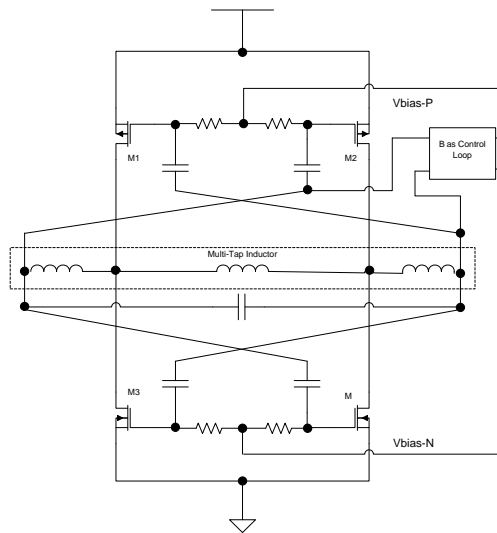 Vbias-P
M1
M2
B as Control
Loop
Multi-Tap Inductor
M3
M
Vbias-N